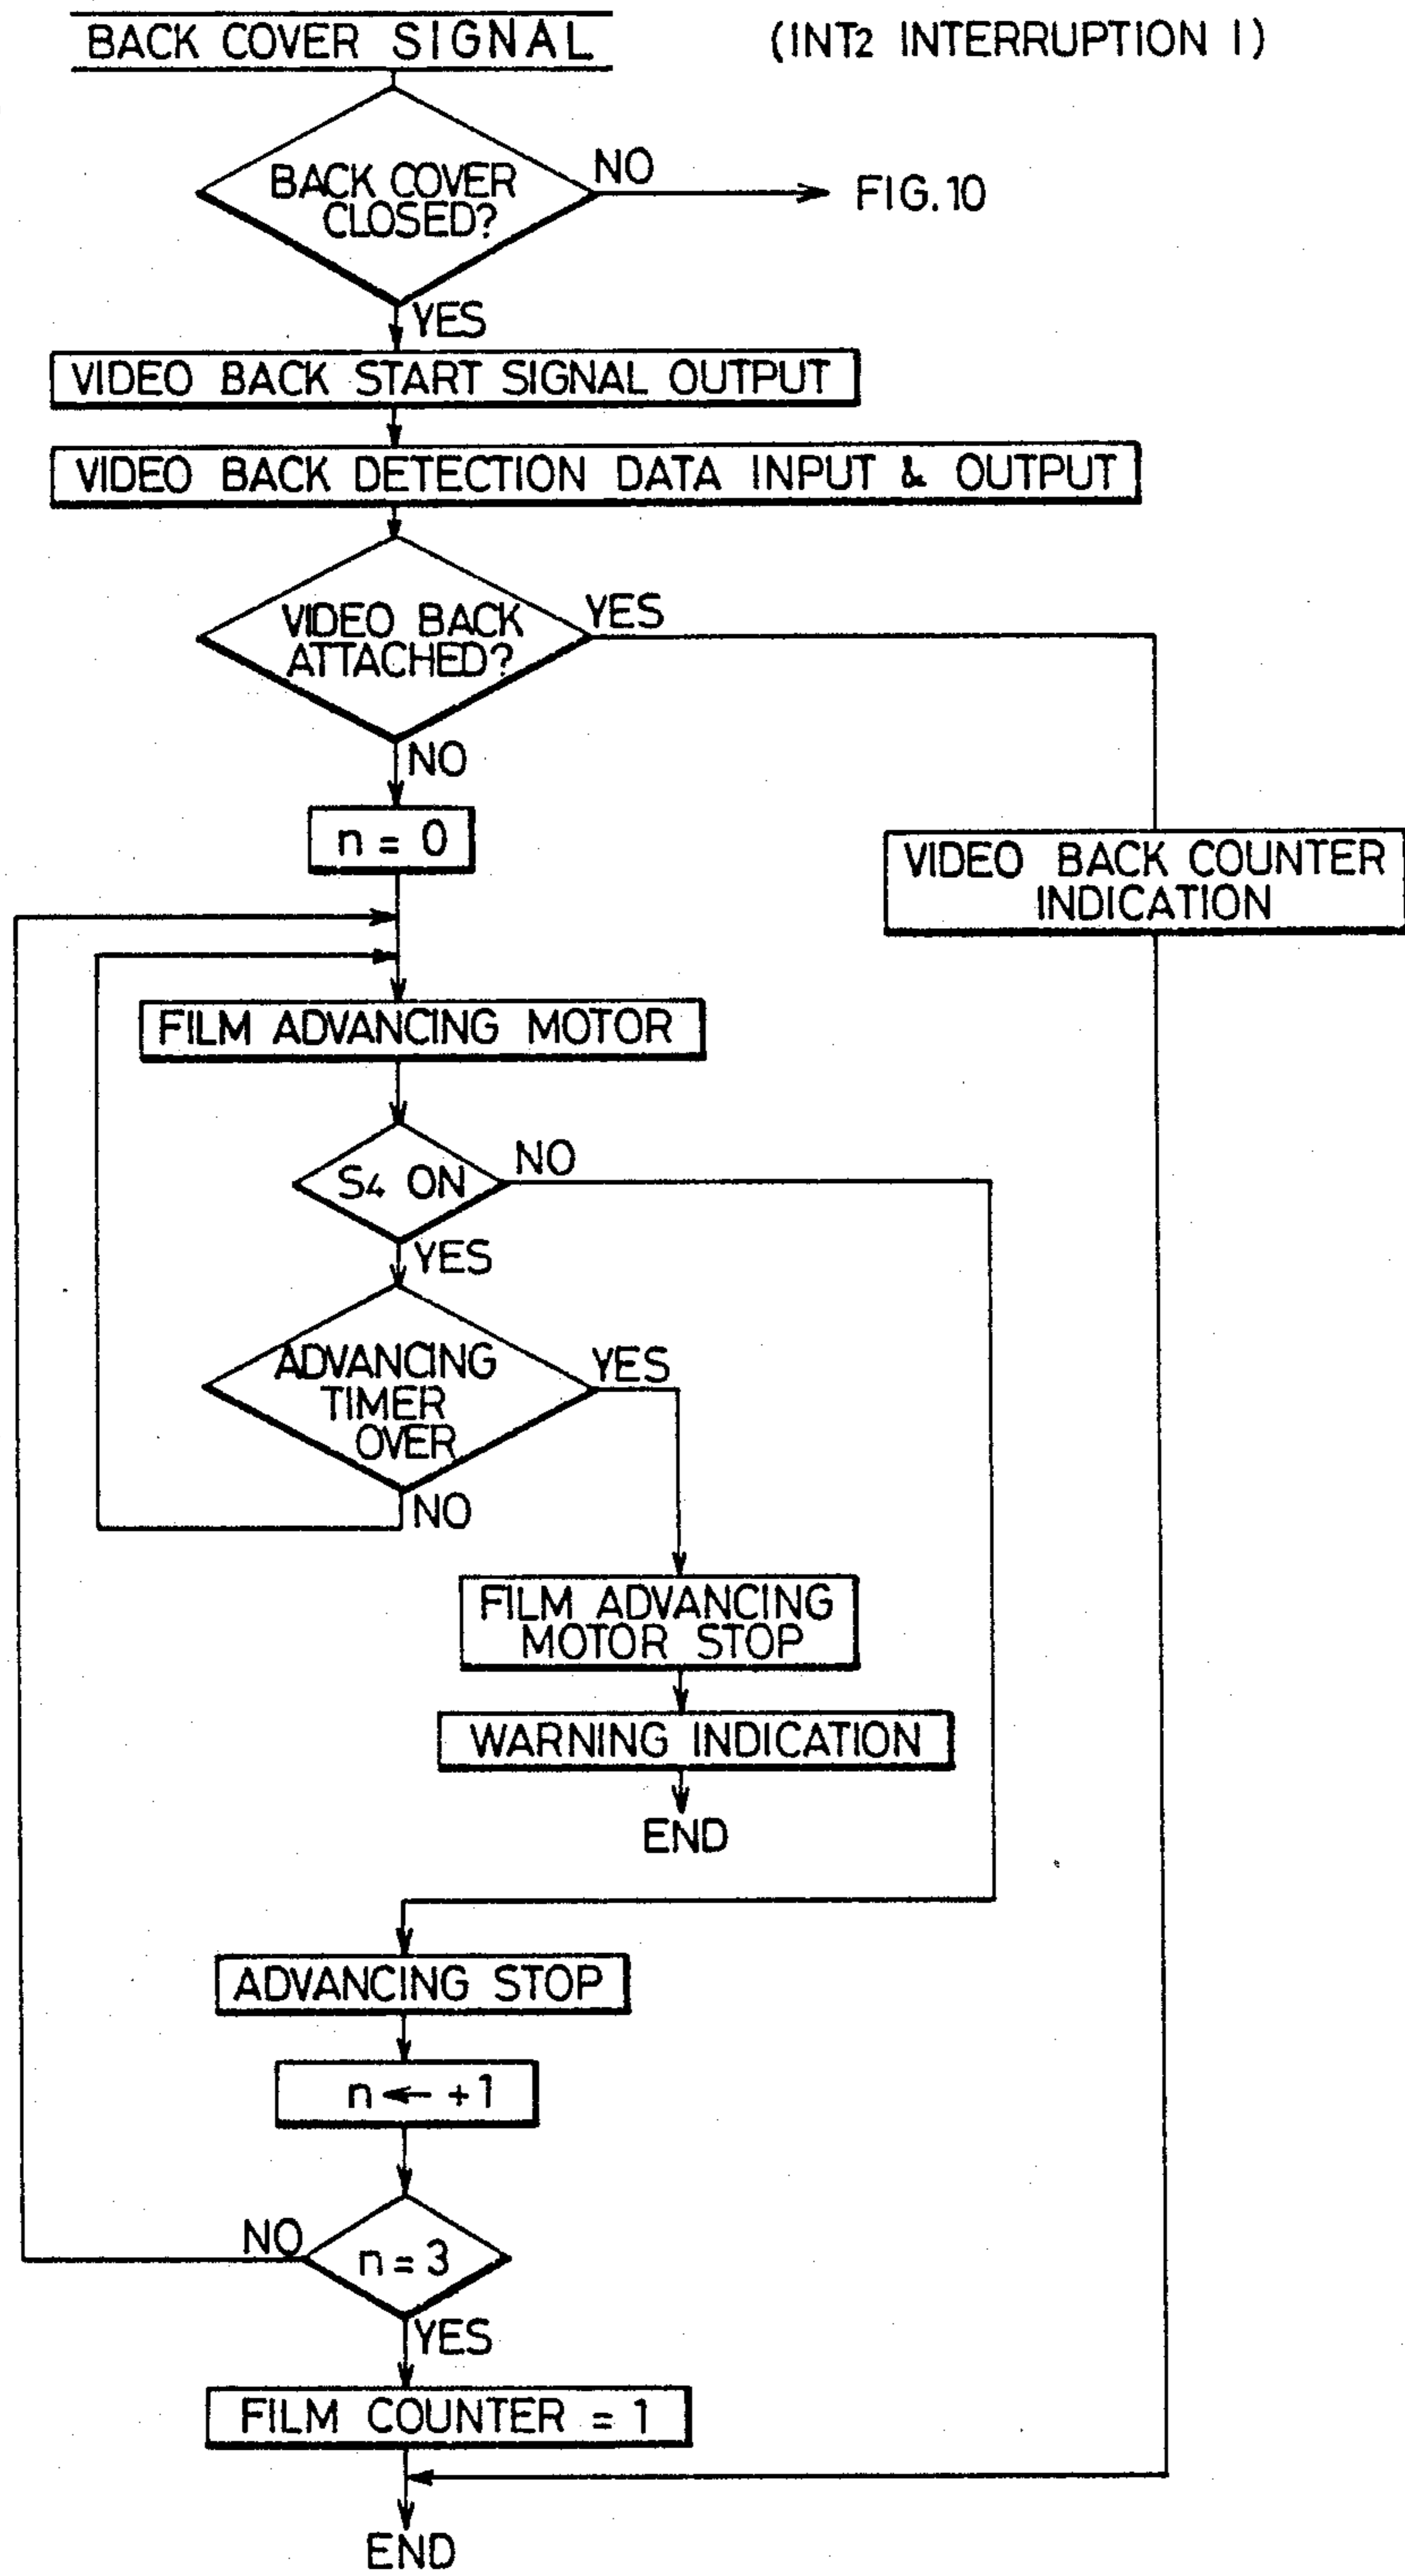 BACK COVER SIGNAL
(INT2 INTERRUPTION 1)
BACK COVER
CLOSED?
NO
FIG.10
YES
VIDEO BACK START SIGNAL OUTPUT
VIDEO BACK DETECTION DATA INPUT & OUTPUT
VIDEO BACK
ATTACHED?
YES
NO
n = 0
VIDEO BACK COUNTER
INDICATION
FILM ADVANCING MOTOR
S4 ON
NO
YES
ADVANCING
TIMER
OVER
YES
NO
FILM ADVANCING
MOTOR STOP
WARNING INDICATION
END
ADVANCING STOP
n ← +1
NO
n = 3
YES
FILM COUNTER = 1
END